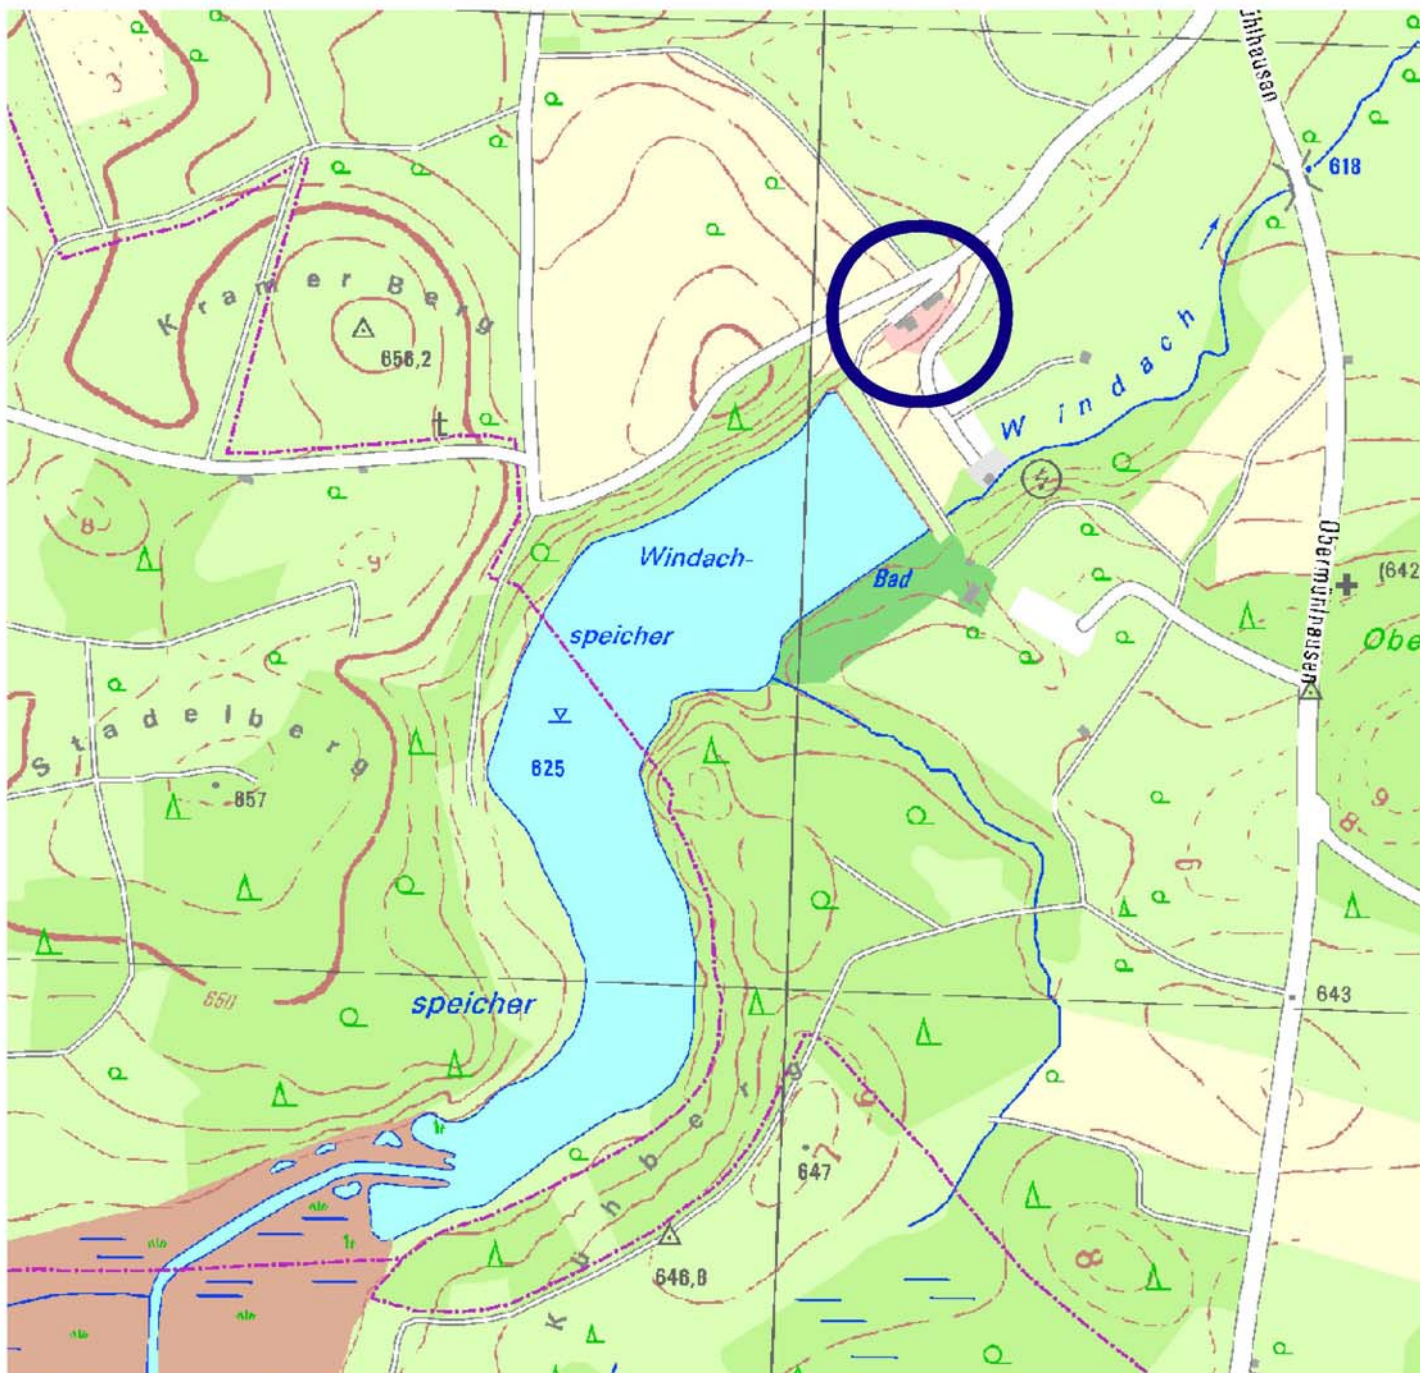 ühlhausen
618
Kramer Berg
656,2
t
Windach
Windach-
Bad
(642
speicher
Obe
Obermühlhausen
Stadelberg
625
657
643
650
speicher
Kühberg
647
646,8